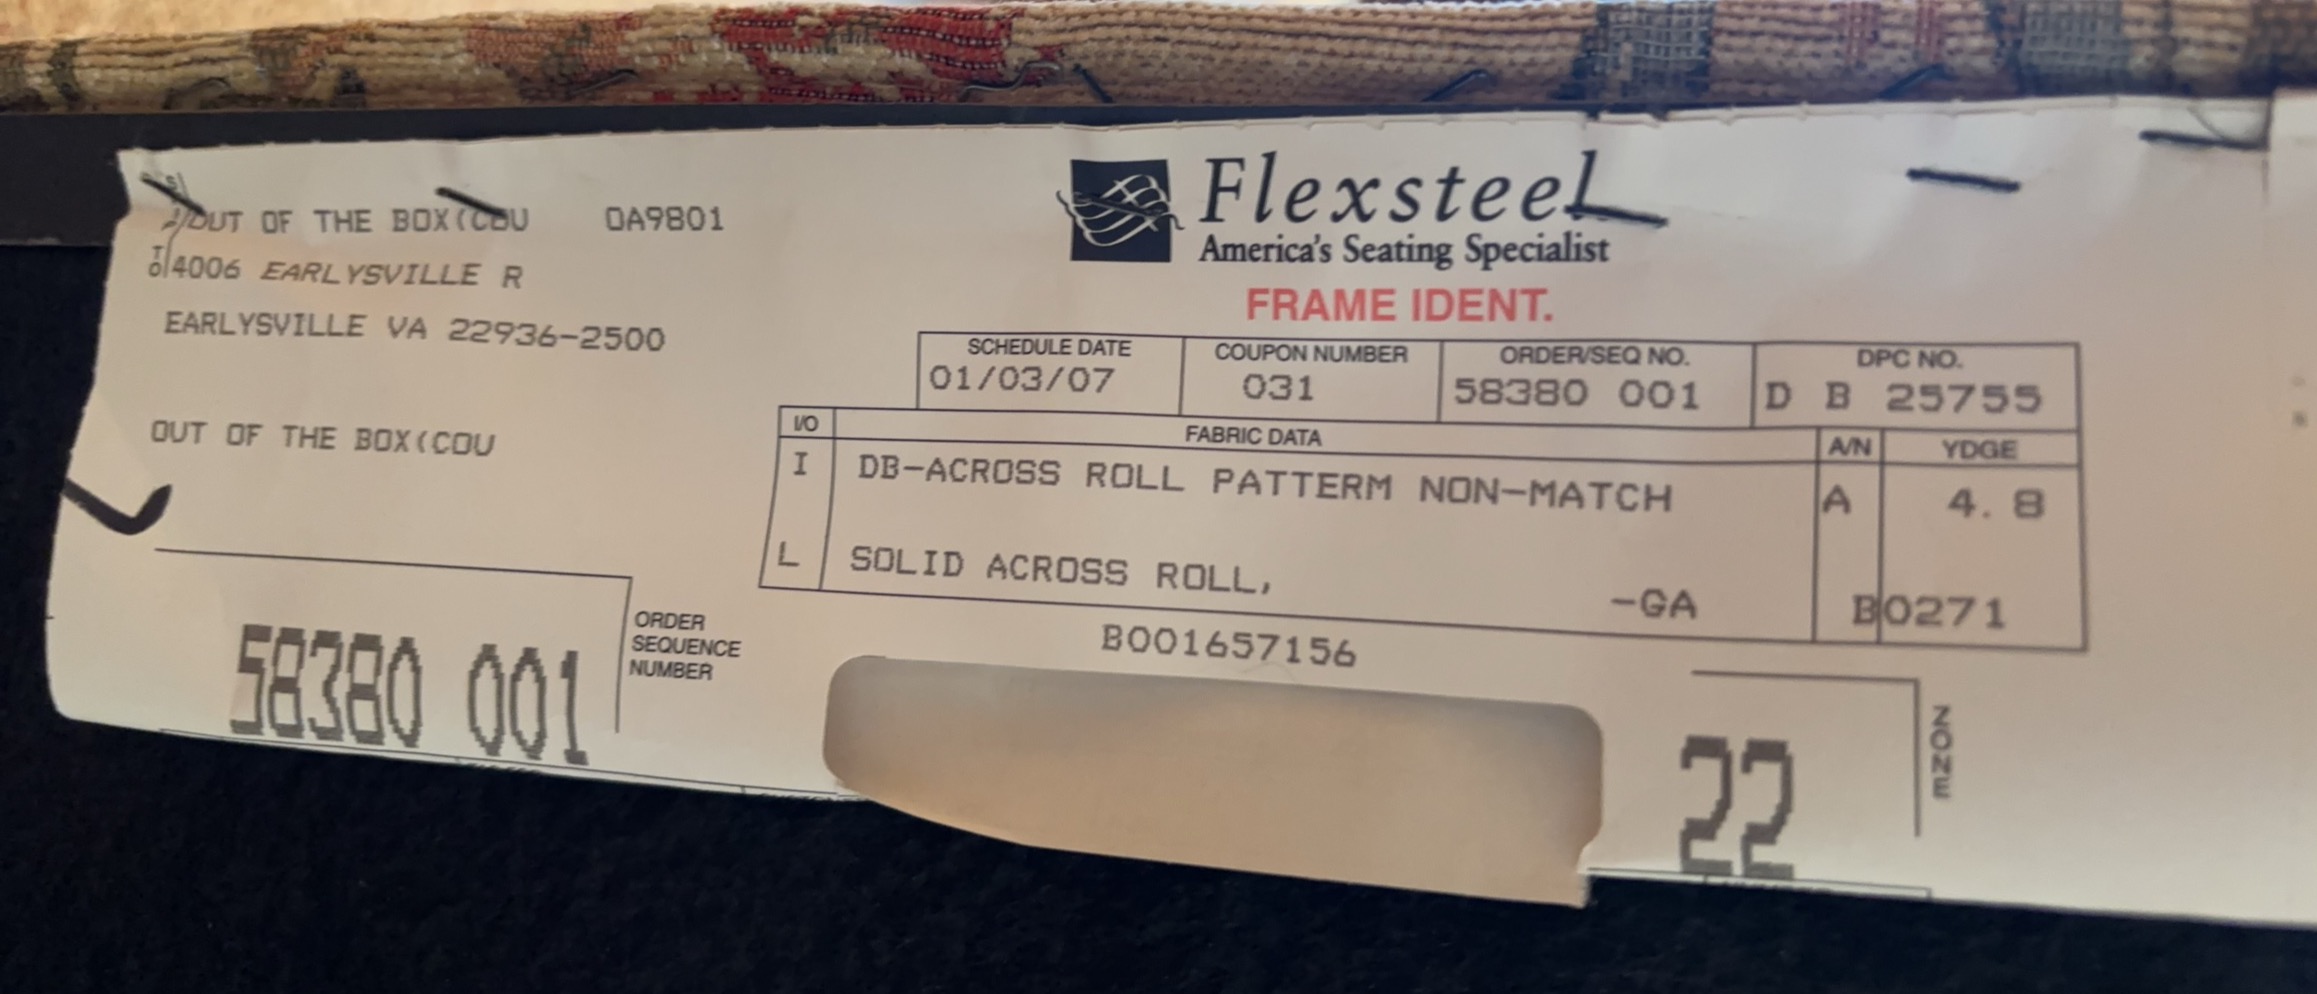 OUT OF THE BOX(COU 0A9801
TO 4006 EARLYSVILLE R
EARLYSVILLE VA 22936-2500
OUT OF THE BOX(COU
Flexsteel
America's Seating Specialist
FRAME IDENT.
SCHEDULE DATE COUPON NUMBER ORDER/SEQ NO. DPC NO.
01/03/07 031 58380 001 D B 25755
I/O FABRIC DATA A/N YDGE
I DB-ACROSS ROLL PATTERM NON-MATCH A 4.8
L SOLID ACROSS ROLL, -GA B0271
B001657156
58380 001
ORDER
SEQUENCE
NUMBER
22
ZONE